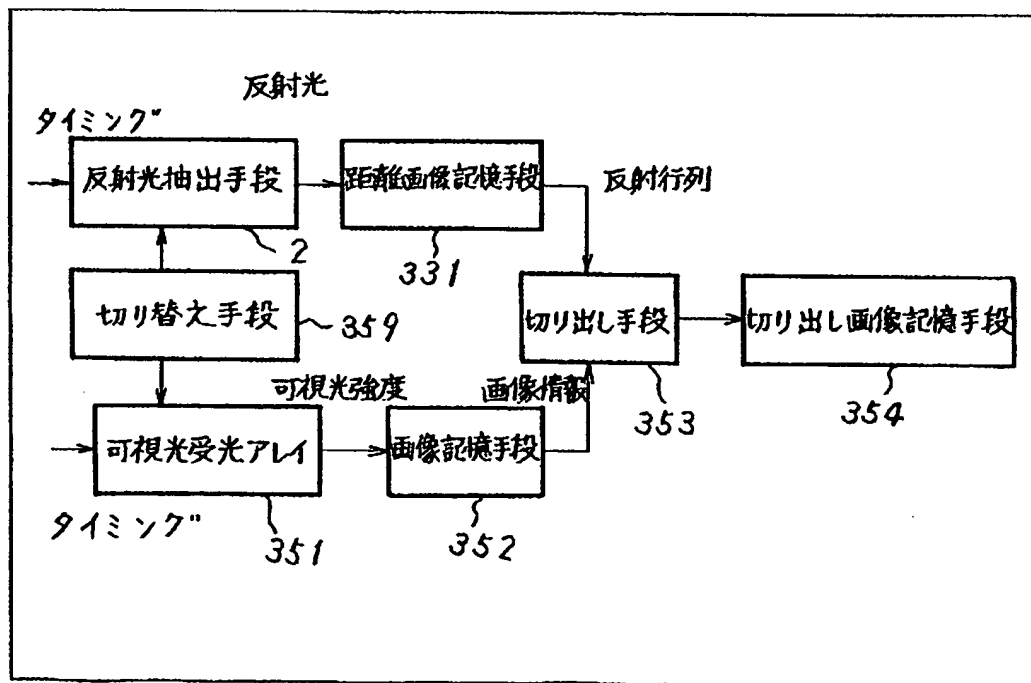 反射光
タイミング
反射光抽出手段
距離画像記憶手段
反射行列
2
331
切り替え手段
359
切り出し手段
切り出し画像記憶手段
可視光強度
画像情報
353
354
可視光受光アレイ
画像記憶手段
タイミング
351
352